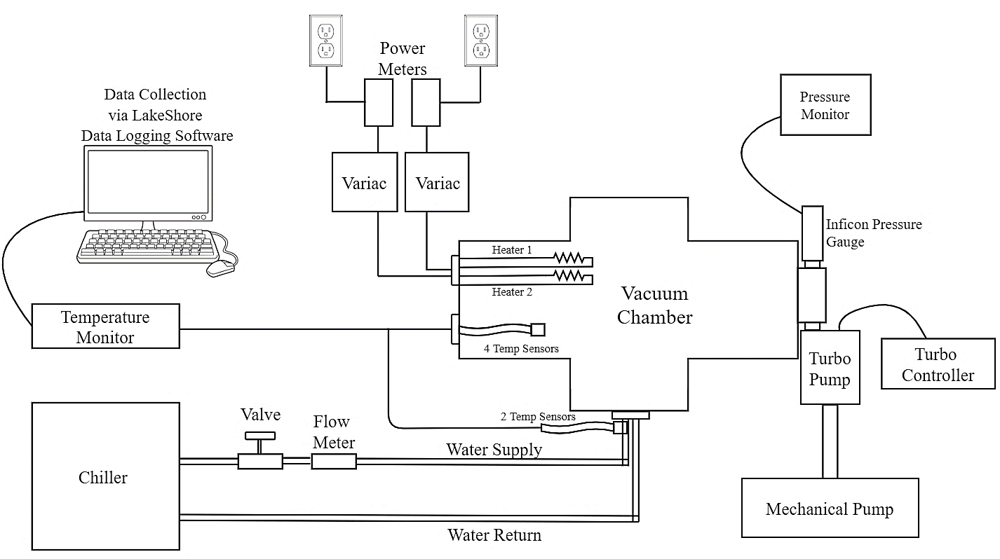 Power
Meters
Data Collection
via LakeShore
Data Logging Software
Pressure
Monitor
Variac
Variac
Inficon Pressure
Gauge
Heater 1
Heater 2
Vacuum
Chamber
Temperature
Monitor
4 Temp Sensors
Turbo
Pump
Turbo
Controller
2 Temp Sensors
Valve
Flow
Meter
Water Supply
Chiller
Mechanical Pump
Water Return